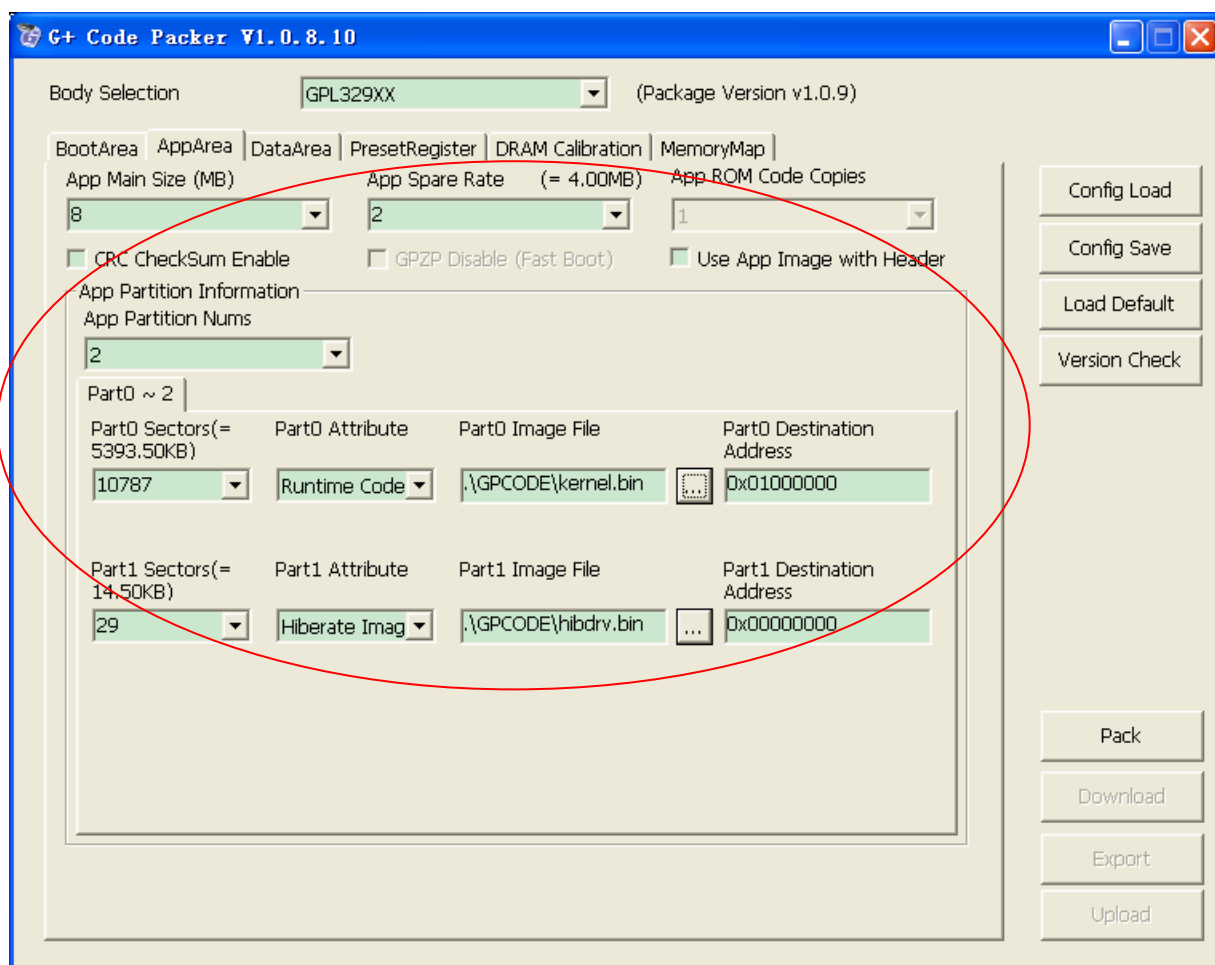 G+ Code Packer V1.0.8.10
Body Selection GPL329XX (Package Version v1.0.9)
BootArea AppArea DataArea PresetRegister DRAM Calibration MemoryMap
App Main Size (MB) App Spare Rate (= 4.00MB) App ROM Code Copies
8 2 1
CRC CheckSum Enable GPZP Disable (Fast Boot) Use App Image with Header
App Partition Information
App Partition Nums
2
Part0 ~ 2
Part0 Sectors(= Part0 Attribute Part0 Image File Part0 Destination
5393.50KB) Address
10787 Runtime Code .\GPCODE\kernel.bin ... 0x01000000
Part1 Sectors(= Part1 Attribute Part1 Image File Part1 Destination
14.50KB) Address
29 Hiberate Imag .\GPCODE\hibdrv.bin ... 0x00000000
Config Load
Config Save
Load Default
Version Check
Pack
Download
Export
Upload